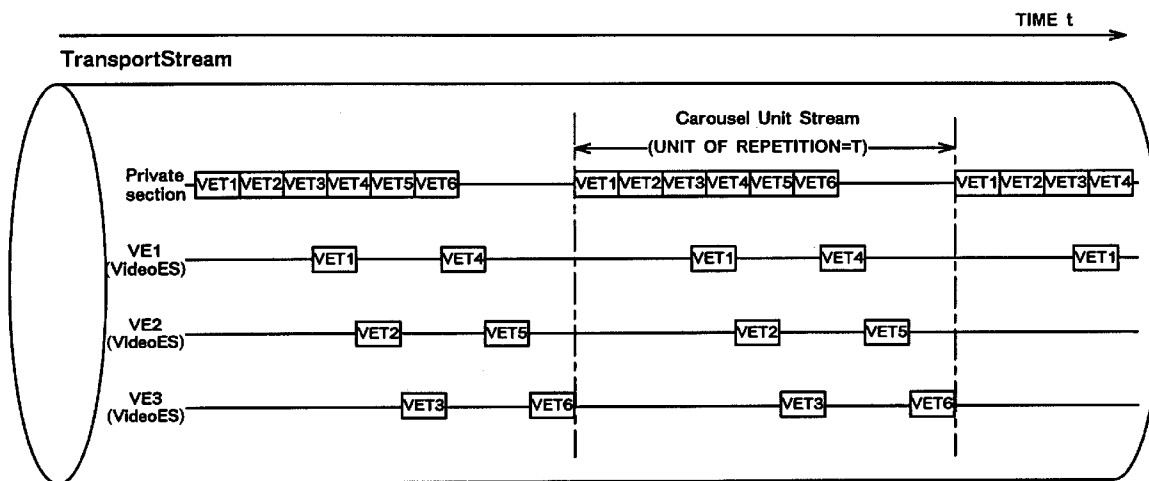 TIME t
TransportStream
Carousel Unit Stream
(UNIT OF REPETITION=T)
Private
section
VET1 VET2 VET3 VET4 VET5 VET6 VET1 VET2 VET3 VET4 VET5 VET6 VET1 VET2 VET3 VET4
VE1
(VideoES)
VET1 VET4 VET1 VET4 VET1
VE2
(VideoES)
VET2 VET5 VET2 VET5
VE3
(VideoES)
VET3 VET6 VET3 VET6